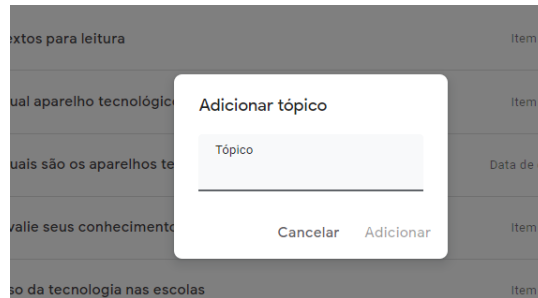 extos para leitura
Item
ual aparelho tecnológic
Item
Adicionar tópico
Tópico
uais são os aparelhos te
Data de
valie seus conhecimento
Item
Cancelar Adicionar
so da tecnologia nas escolas
Item